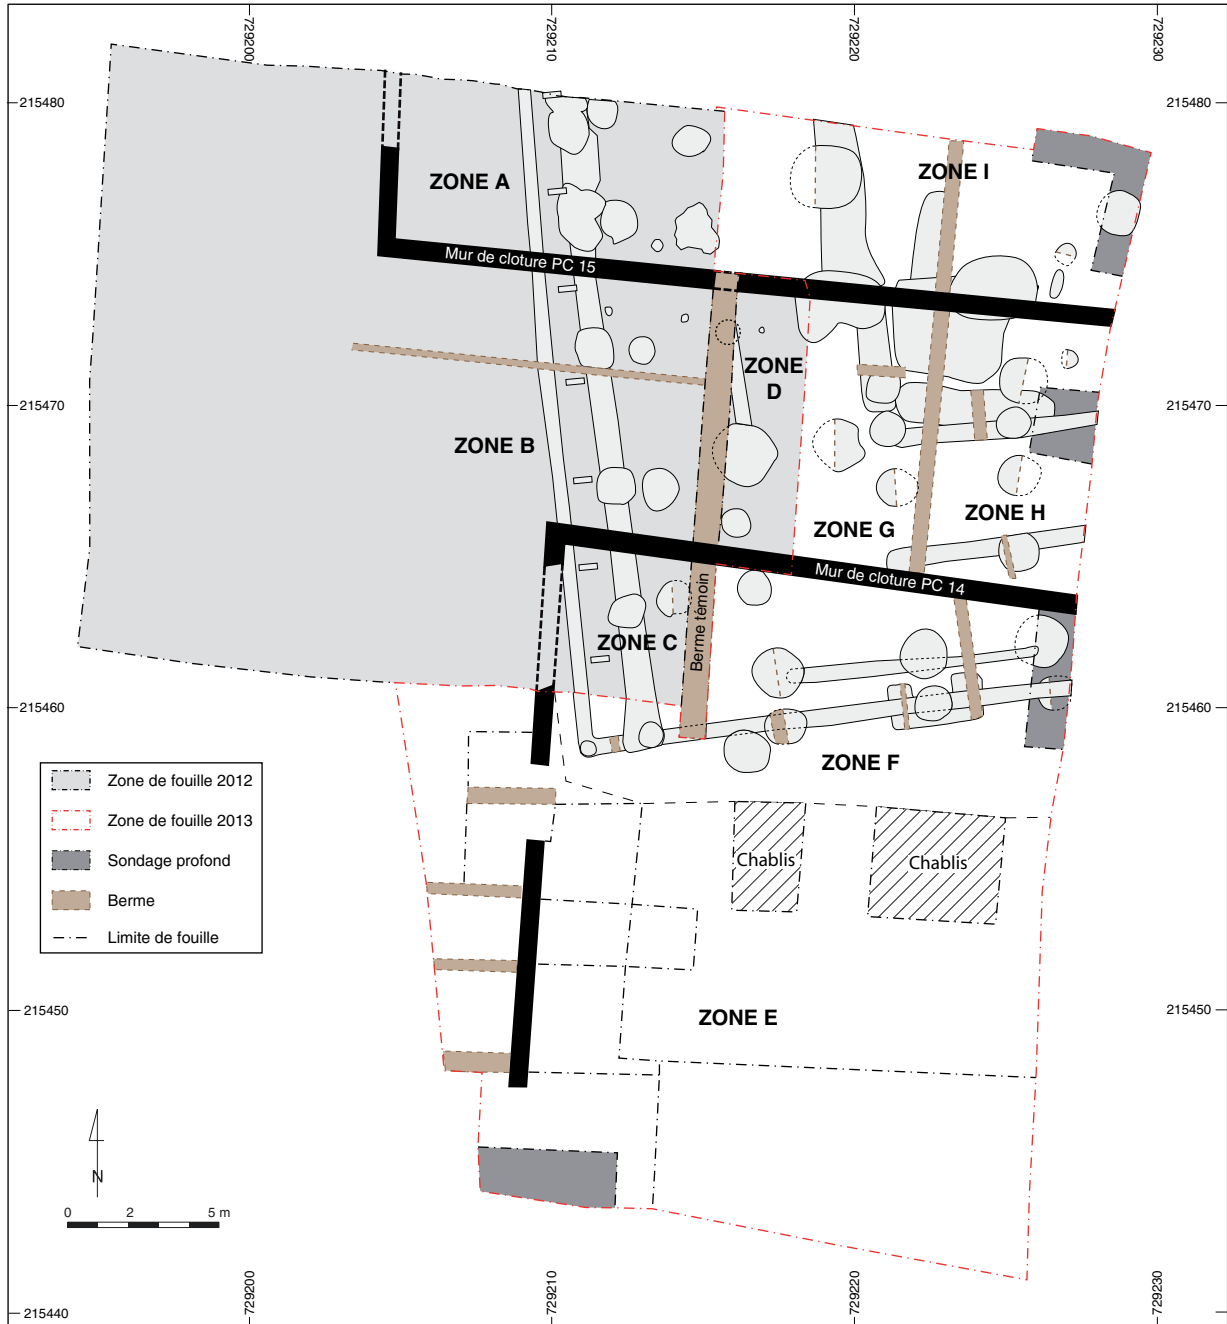 729200
729210
729220
729230
215480
215480
ZONE I
ZONE A
Mur de cloture PC 15
ZONE
D
215470
215470
ZONE B
ZONE H
ZONE G
Mur de cloture PC 14
Berme témoin
ZONE C
215460
215460
ZONE F
Zone de fouille 2012
Zone de fouille 2013
Sondage profond
Berme
Limite de fouille
Chablis
Chablis
215450
215450
ZONE E
N
0 2 5 m
729200
729210
729220
729230
215440